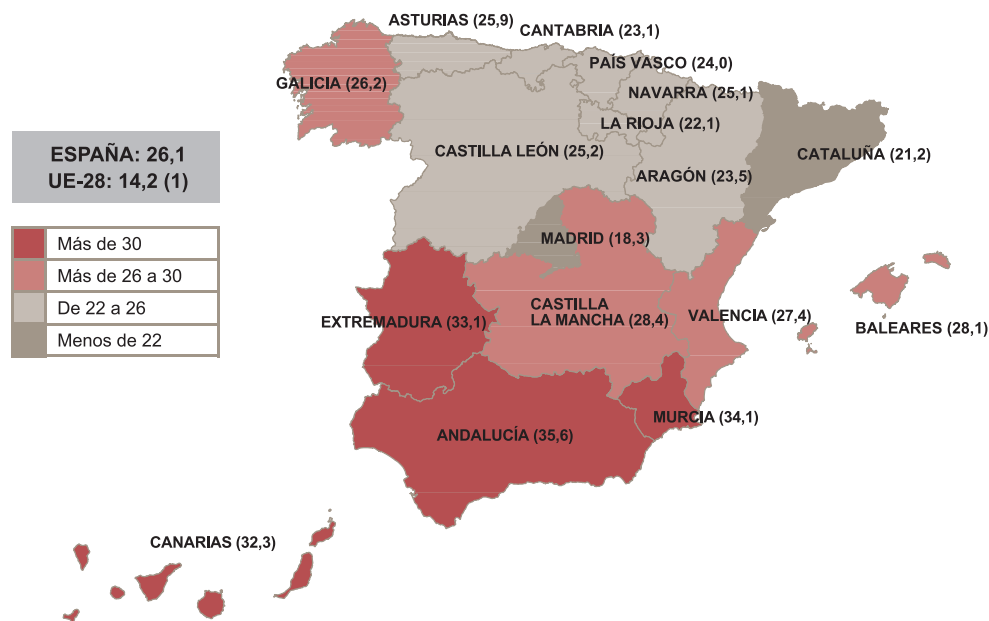 ASTURIAS (25,9)
CANTABRIA (23,1)
PAÍS VASCO (24,0)
GALICIA (26,2)
NAVARRA (25,1)
LA RIOJA (22,1)
CASTILLA LEÓN (25,2)
CATALUÑA (21,2)
ARAGÓN (23,5)
ESPAÑA: 26,1
UE-28: 14,2 (1)
MADRID (18,3)
Más de 30
Más de 26 a 30
De 22 a 26
Menos de 22
EXTREMADURA (33,1)
CASTILLA
LA MANCHA (28,4)
VALENCIA (27,4)
BALEARES (28,1)
MURCIA (34,1)
ANDALUCÍA (35,6)
CANARIAS (32,3)